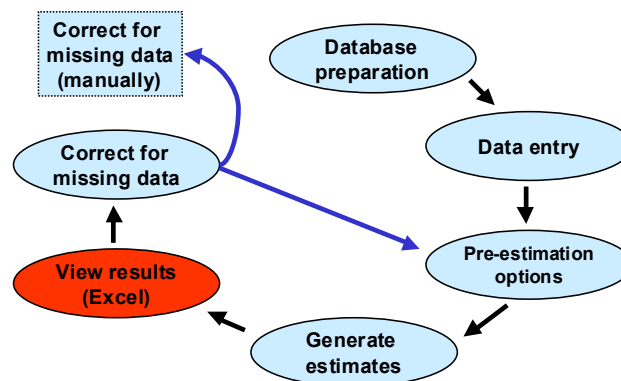 Correct for
missing data
(manually)
Database
preparation
Correct for
missing data
Data entry
View results
(Excel)
Pre-estimation
options
Generate
estimates